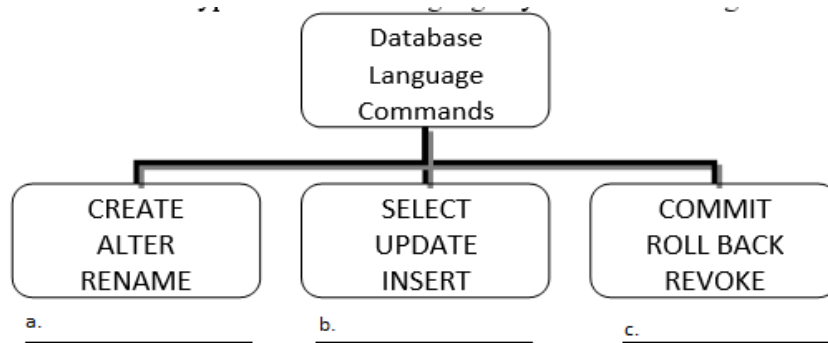 Database
Language
Commands
CREATE
ALTER
RENAME
SELECT
UPDATE
INSERT
COMMIT
ROLL BACK
REVOKE
a.
b.
c.